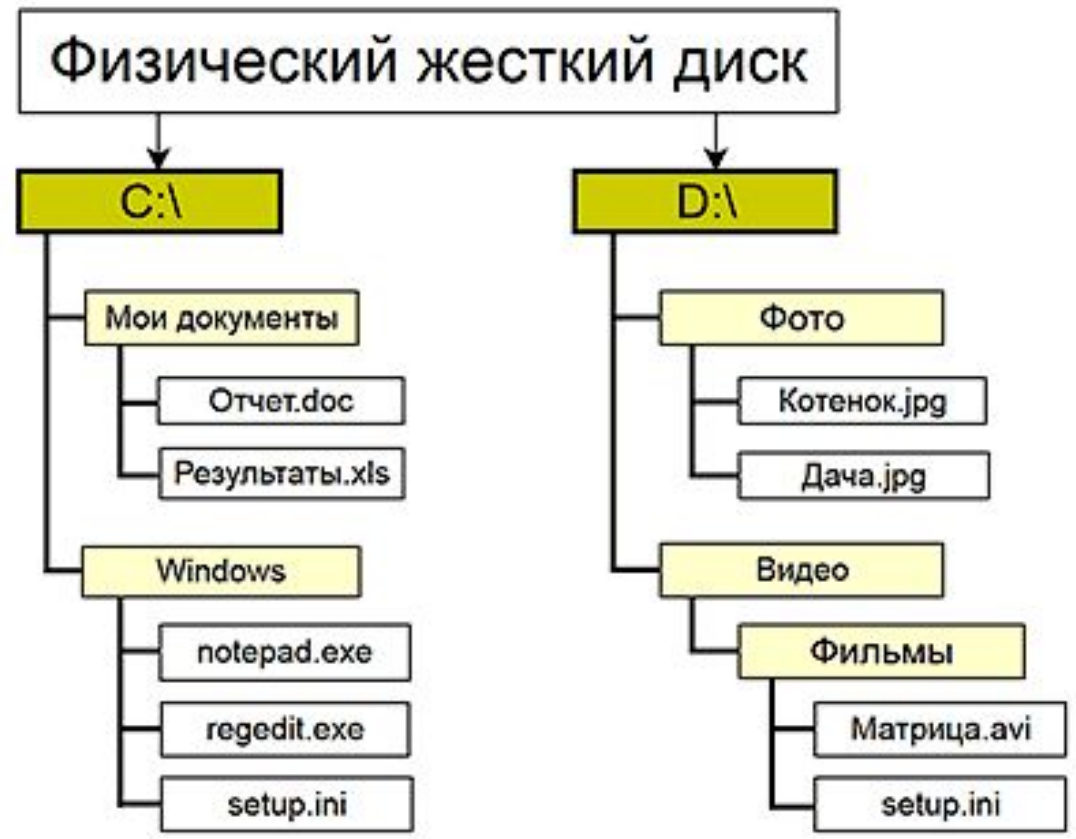 Физический жесткий диск
C:\
Мои документы
Отчет.doc
Результаты.xls
Windows
notepad.exe
regedit.exe
setup.ini
D:\
Фото
Котенок.jpg
Дача.jpg
Видео
Фильмы
Матрица.avi
setup.ini